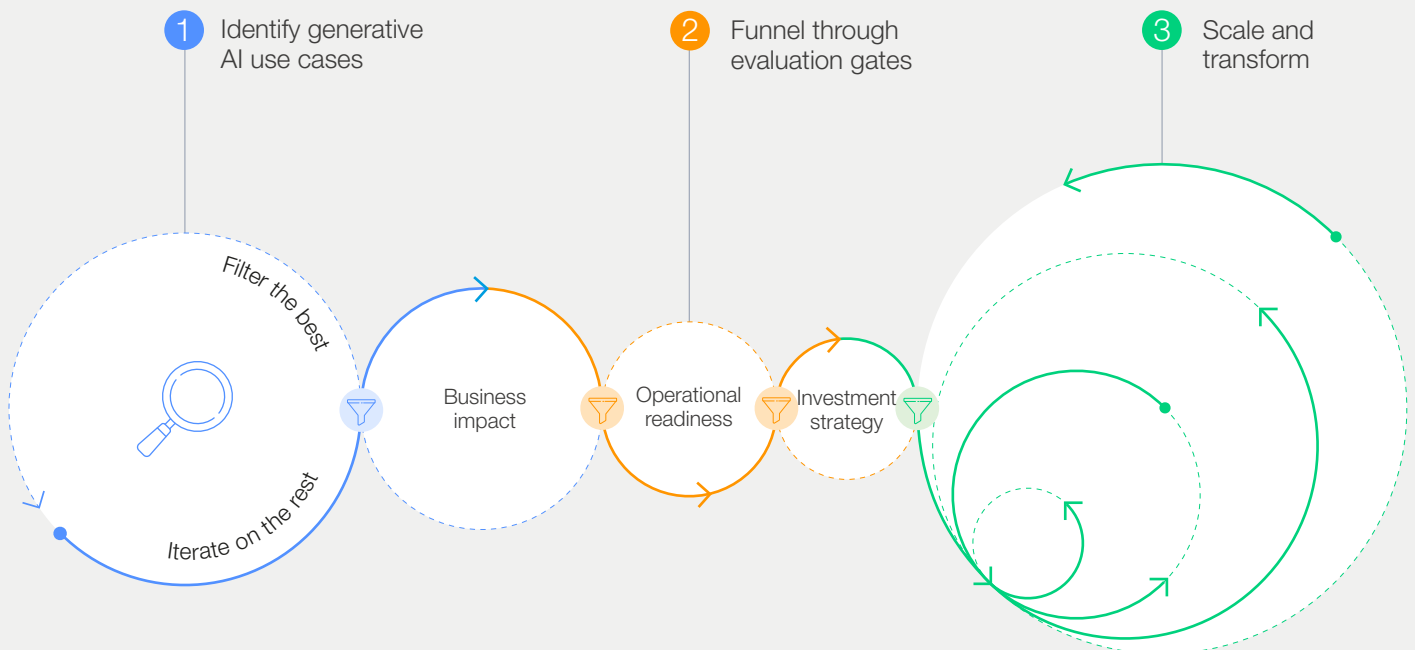 1 Identify generative
AI use cases
2 Funnel through
evaluation gates
3 Scale and
transform
Filter the best
Iterate on the rest
Business
impact
Operational
readiness
Investment
strategy